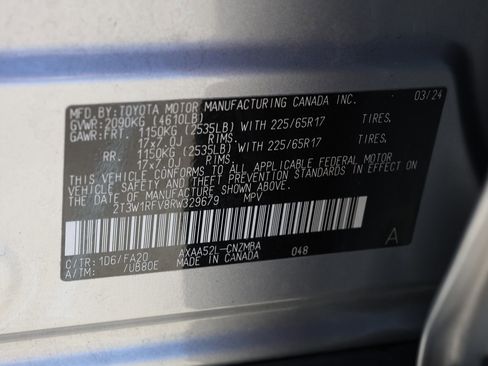 MFD. BY: TOYOTA MOTOR MANUFACTURING CANADA INC. 03/24
GVWR: 2090KG (4610LB)
GAWR: FRT. 1150KG (2535LB) WITH 225/65R17 TIRES,
17x7.0J RIMS,
RR. 1150KG (2535LB) WITH 225/65R17 TIRES,
17x7.0J RIMS,
THIS VEHICLE CONFORMS TO ALL APPLICABLE FEDERAL MOTOR
VEHICLE SAFETY AND THEFT PREVENTION STANDARDS IN EFFECT ON
THE DATE OF MANUFACTURE SHOWN ABOVE.
2T3W1RFV8RW329679 MPV
C/TR: 1D6/FA20 AXAA52L-CNZMBA 048 A
A/TM: /UB80E MADE IN CANADA